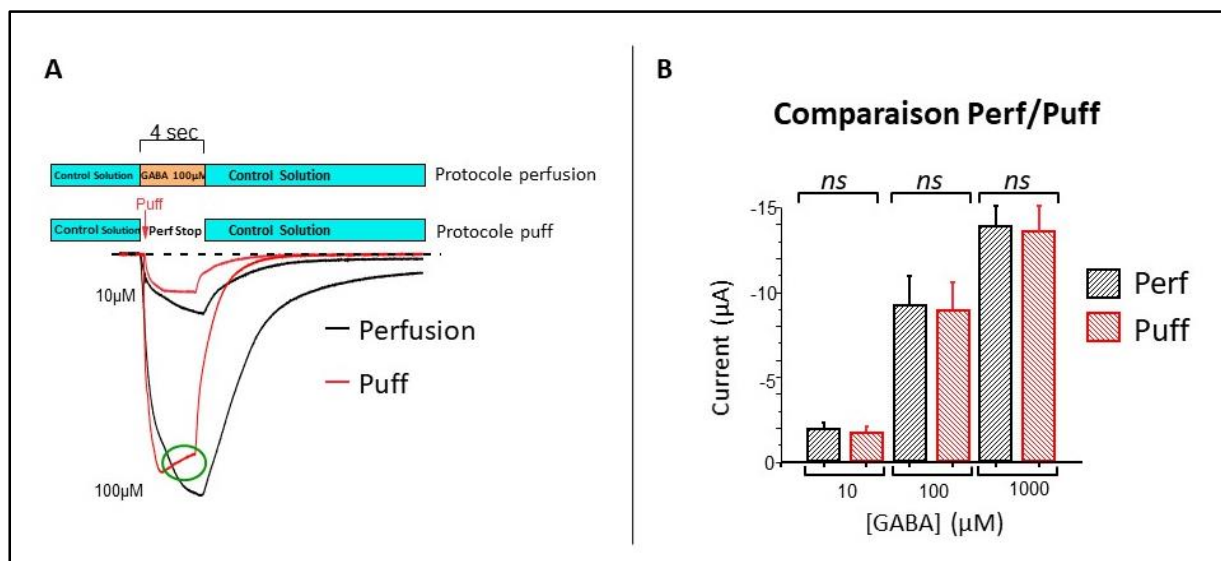 A
4 sec
Control Solution
GABA 100µM
Control Solution
Protocole perfusion
Puff
Control Solution
Perf Stop
Control Solution
Protocole puff
10µM
Perfusion
Puff
100µM
B
Comparaison Perf/Puff
ns
ns
ns
-15
-10
-5
0
Current (µA)
Perf
Puff
10
100
1000
[GABA] (µM)